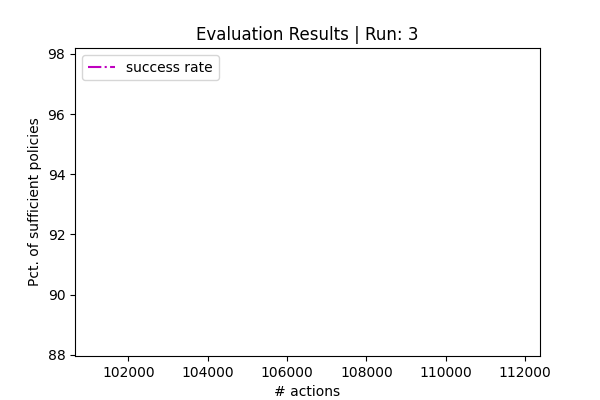 Evaluation Results | Run: 3
98
success rate
96
94
92
90
88
Pct. of sufficient policies
102000 104000 106000 108000 110000 112000
# actions